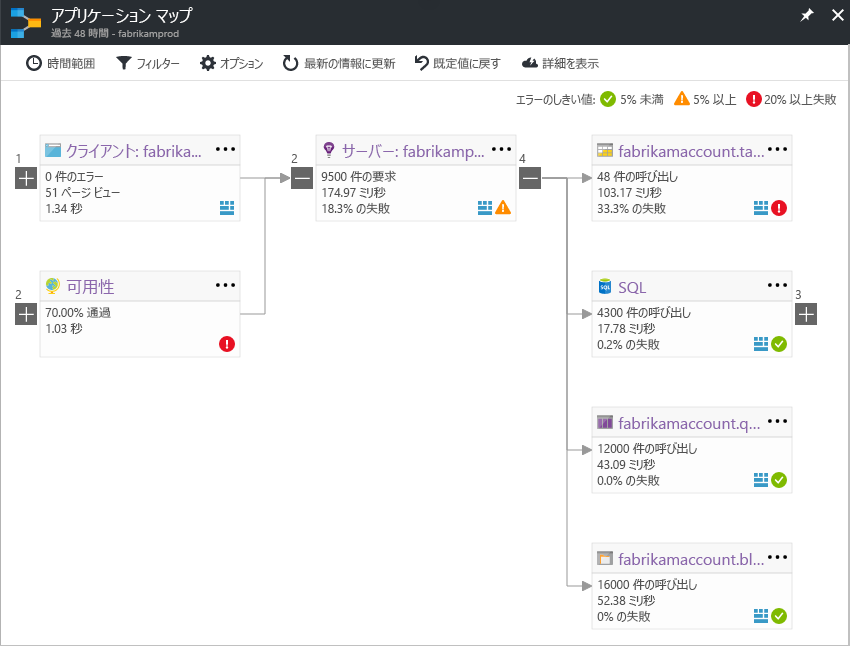 アプリケーション マップ
過去 48 時間 - fabrikamprod
時間範囲 フィルター オプション 最新の情報に更新 既定値に戻す 詳細を表示
エラーのしきい値: 5% 未満 5% 以上 20% 以上失敗
1
クライアント: fabrika...
0 件のエラー
51 ページ ビュー
1.34 秒
2
可用性
70.00% 通過
1.03 秒
2
サーバー: fabrikamp...
9500 件の要求
174.97 ミリ秒
18.3% の失敗
4
fabrikamaccount.ta...
48 件の呼び出し
103.17 ミリ秒
33.3% の失敗
SQL
SQL
4300 件の呼び出し
17.78 ミリ秒
0.2% の失敗
3
fabrikamaccount.q...
12000 件の呼び出し
43.09 ミリ秒
0.0% の失敗
fabrikamaccount.bl...
16000 件の呼び出し
52.38 ミリ秒
0% の失敗